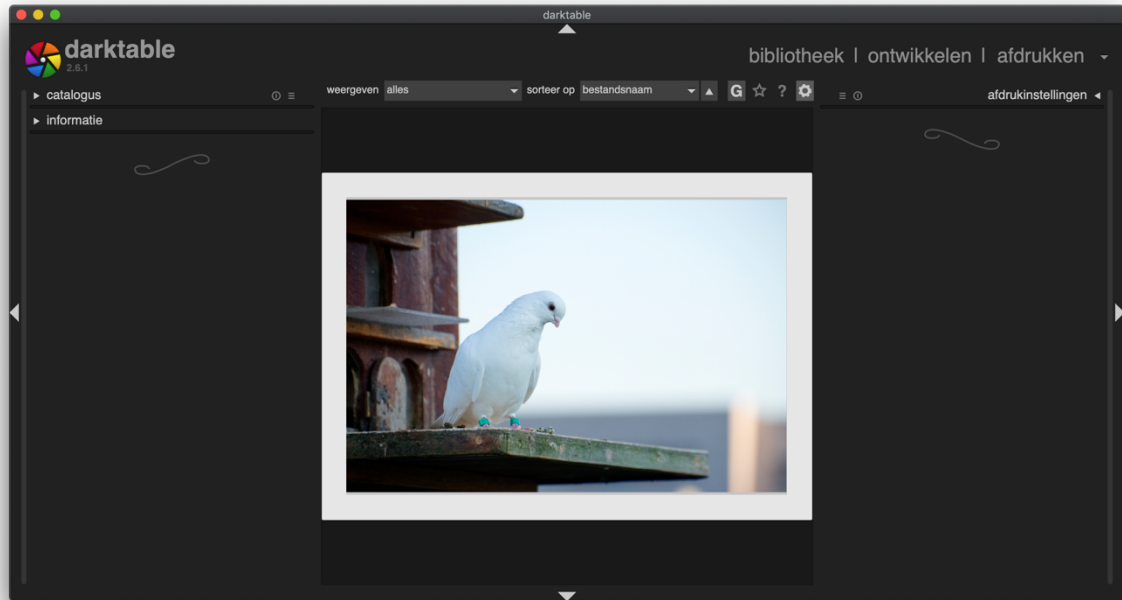 darktable
darktable
2.6.1
bibliotheek | ontwikkelen | afdrukken
catalogus
informatie
weergeven alles sorteer op bestandsnaam G ?
afdrukinstellingen